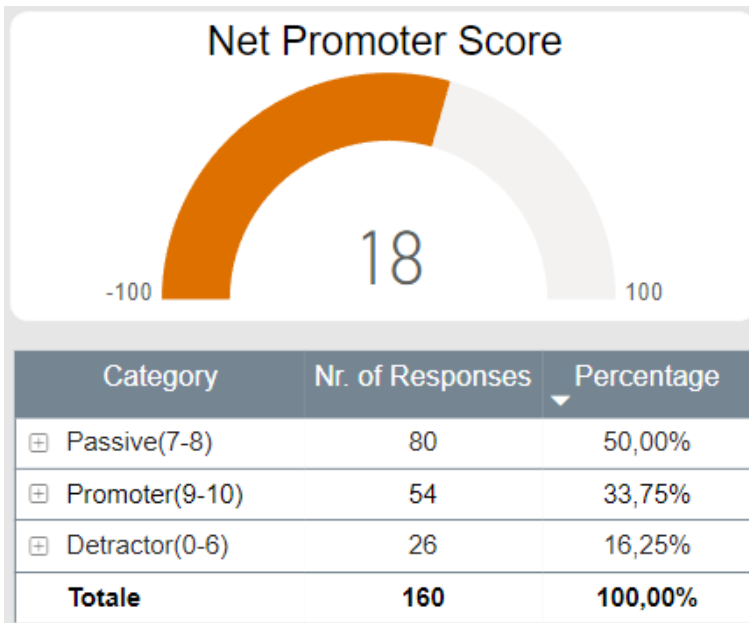 Net Promoter Score
18
-100
100
Category Nr. of Responses Percentage
Passive(7-8) 80 50,00%
Promoter(9-10) 54 33,75%
Detractor(0-6) 26 16,25%
Totale 160 100,00%